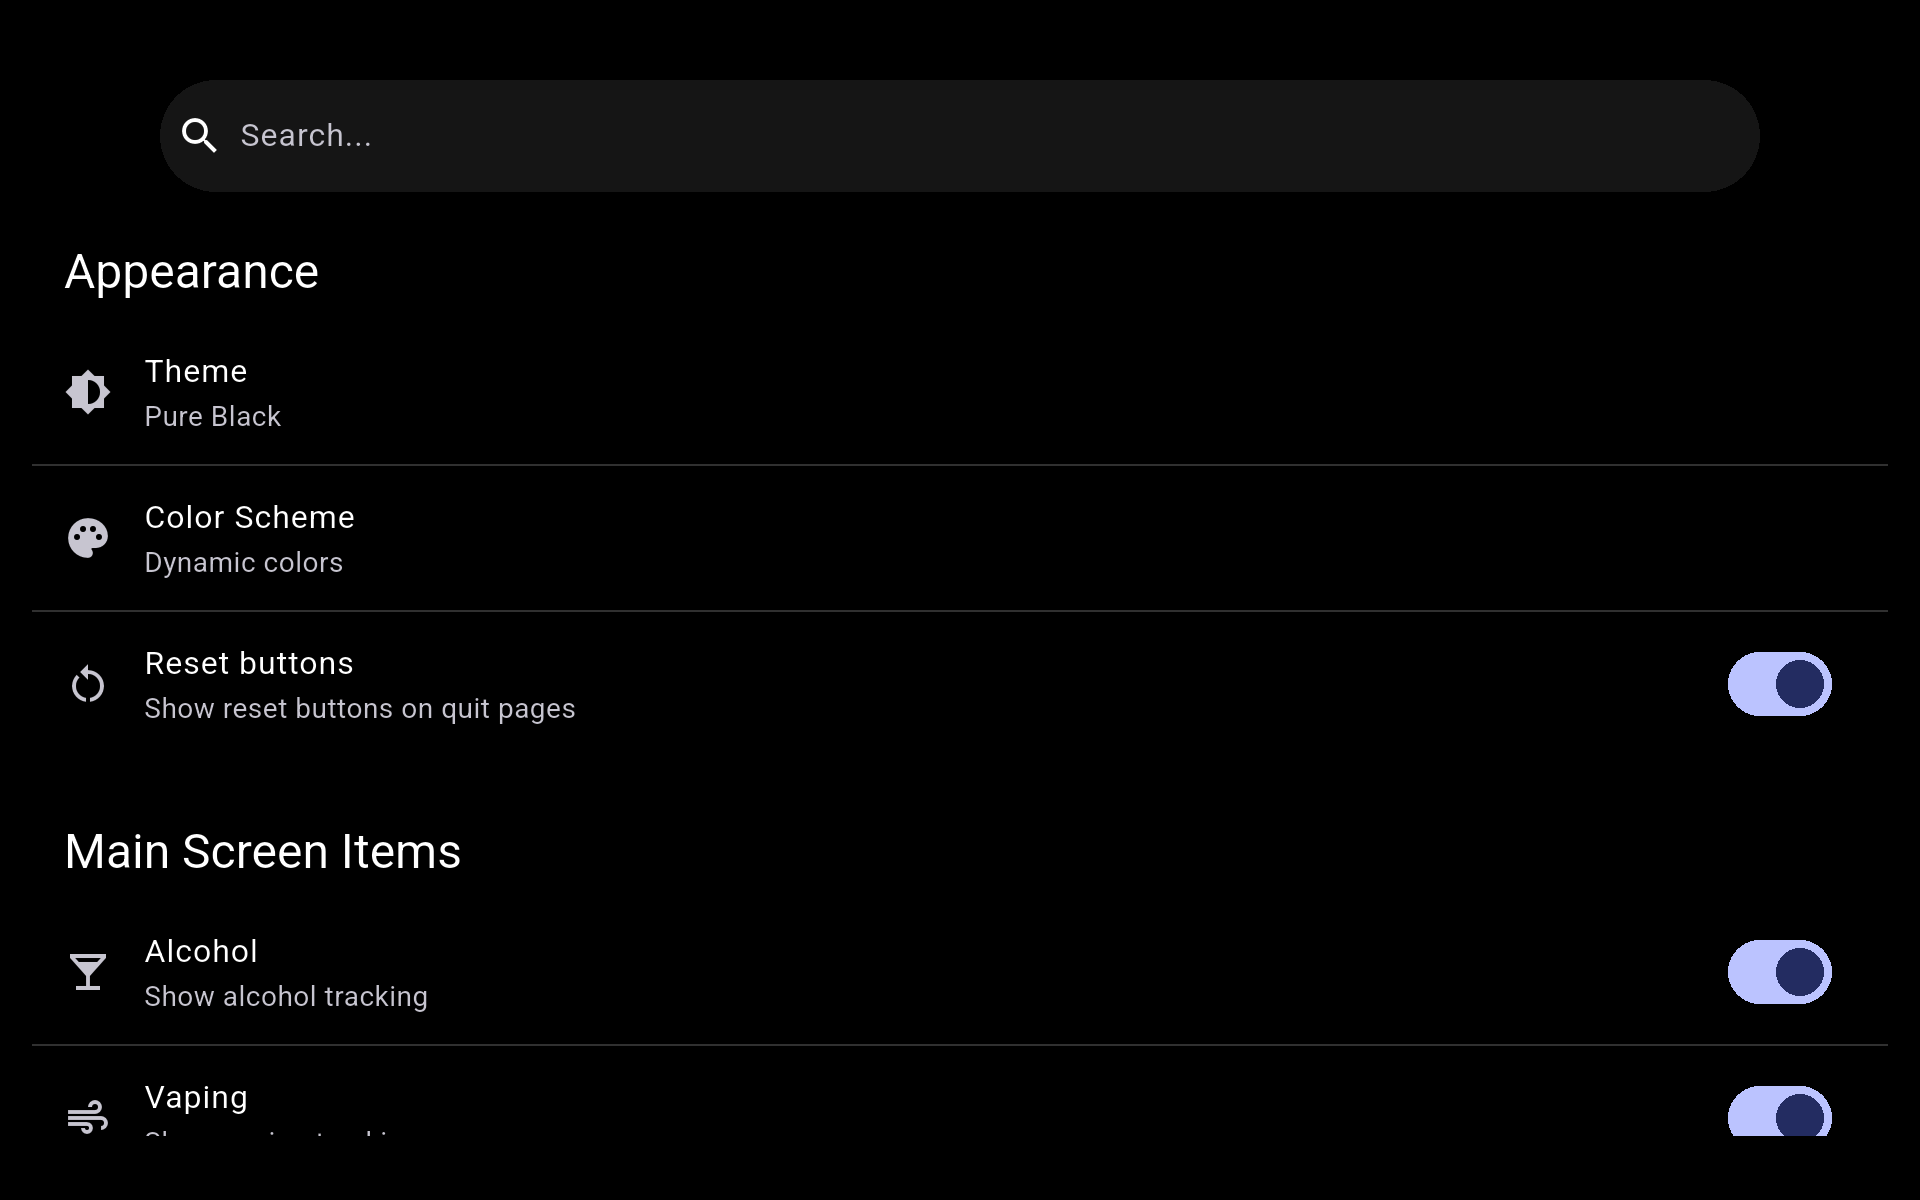 Search...
Appearance
Theme
Pure Black
Color Scheme
Dynamic colors
Reset buttons
Show reset buttons on quit pages
Main Screen Items
Alcohol
Show alcohol tracking
Vaping